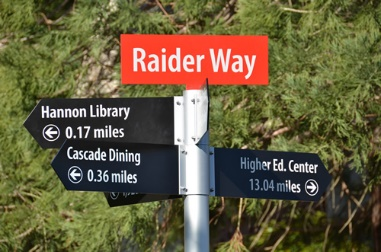 Raider Way
Hannon Library
0.17 miles
Cascade Dining
0.36 miles
Higher Ed. Center
13.04 miles